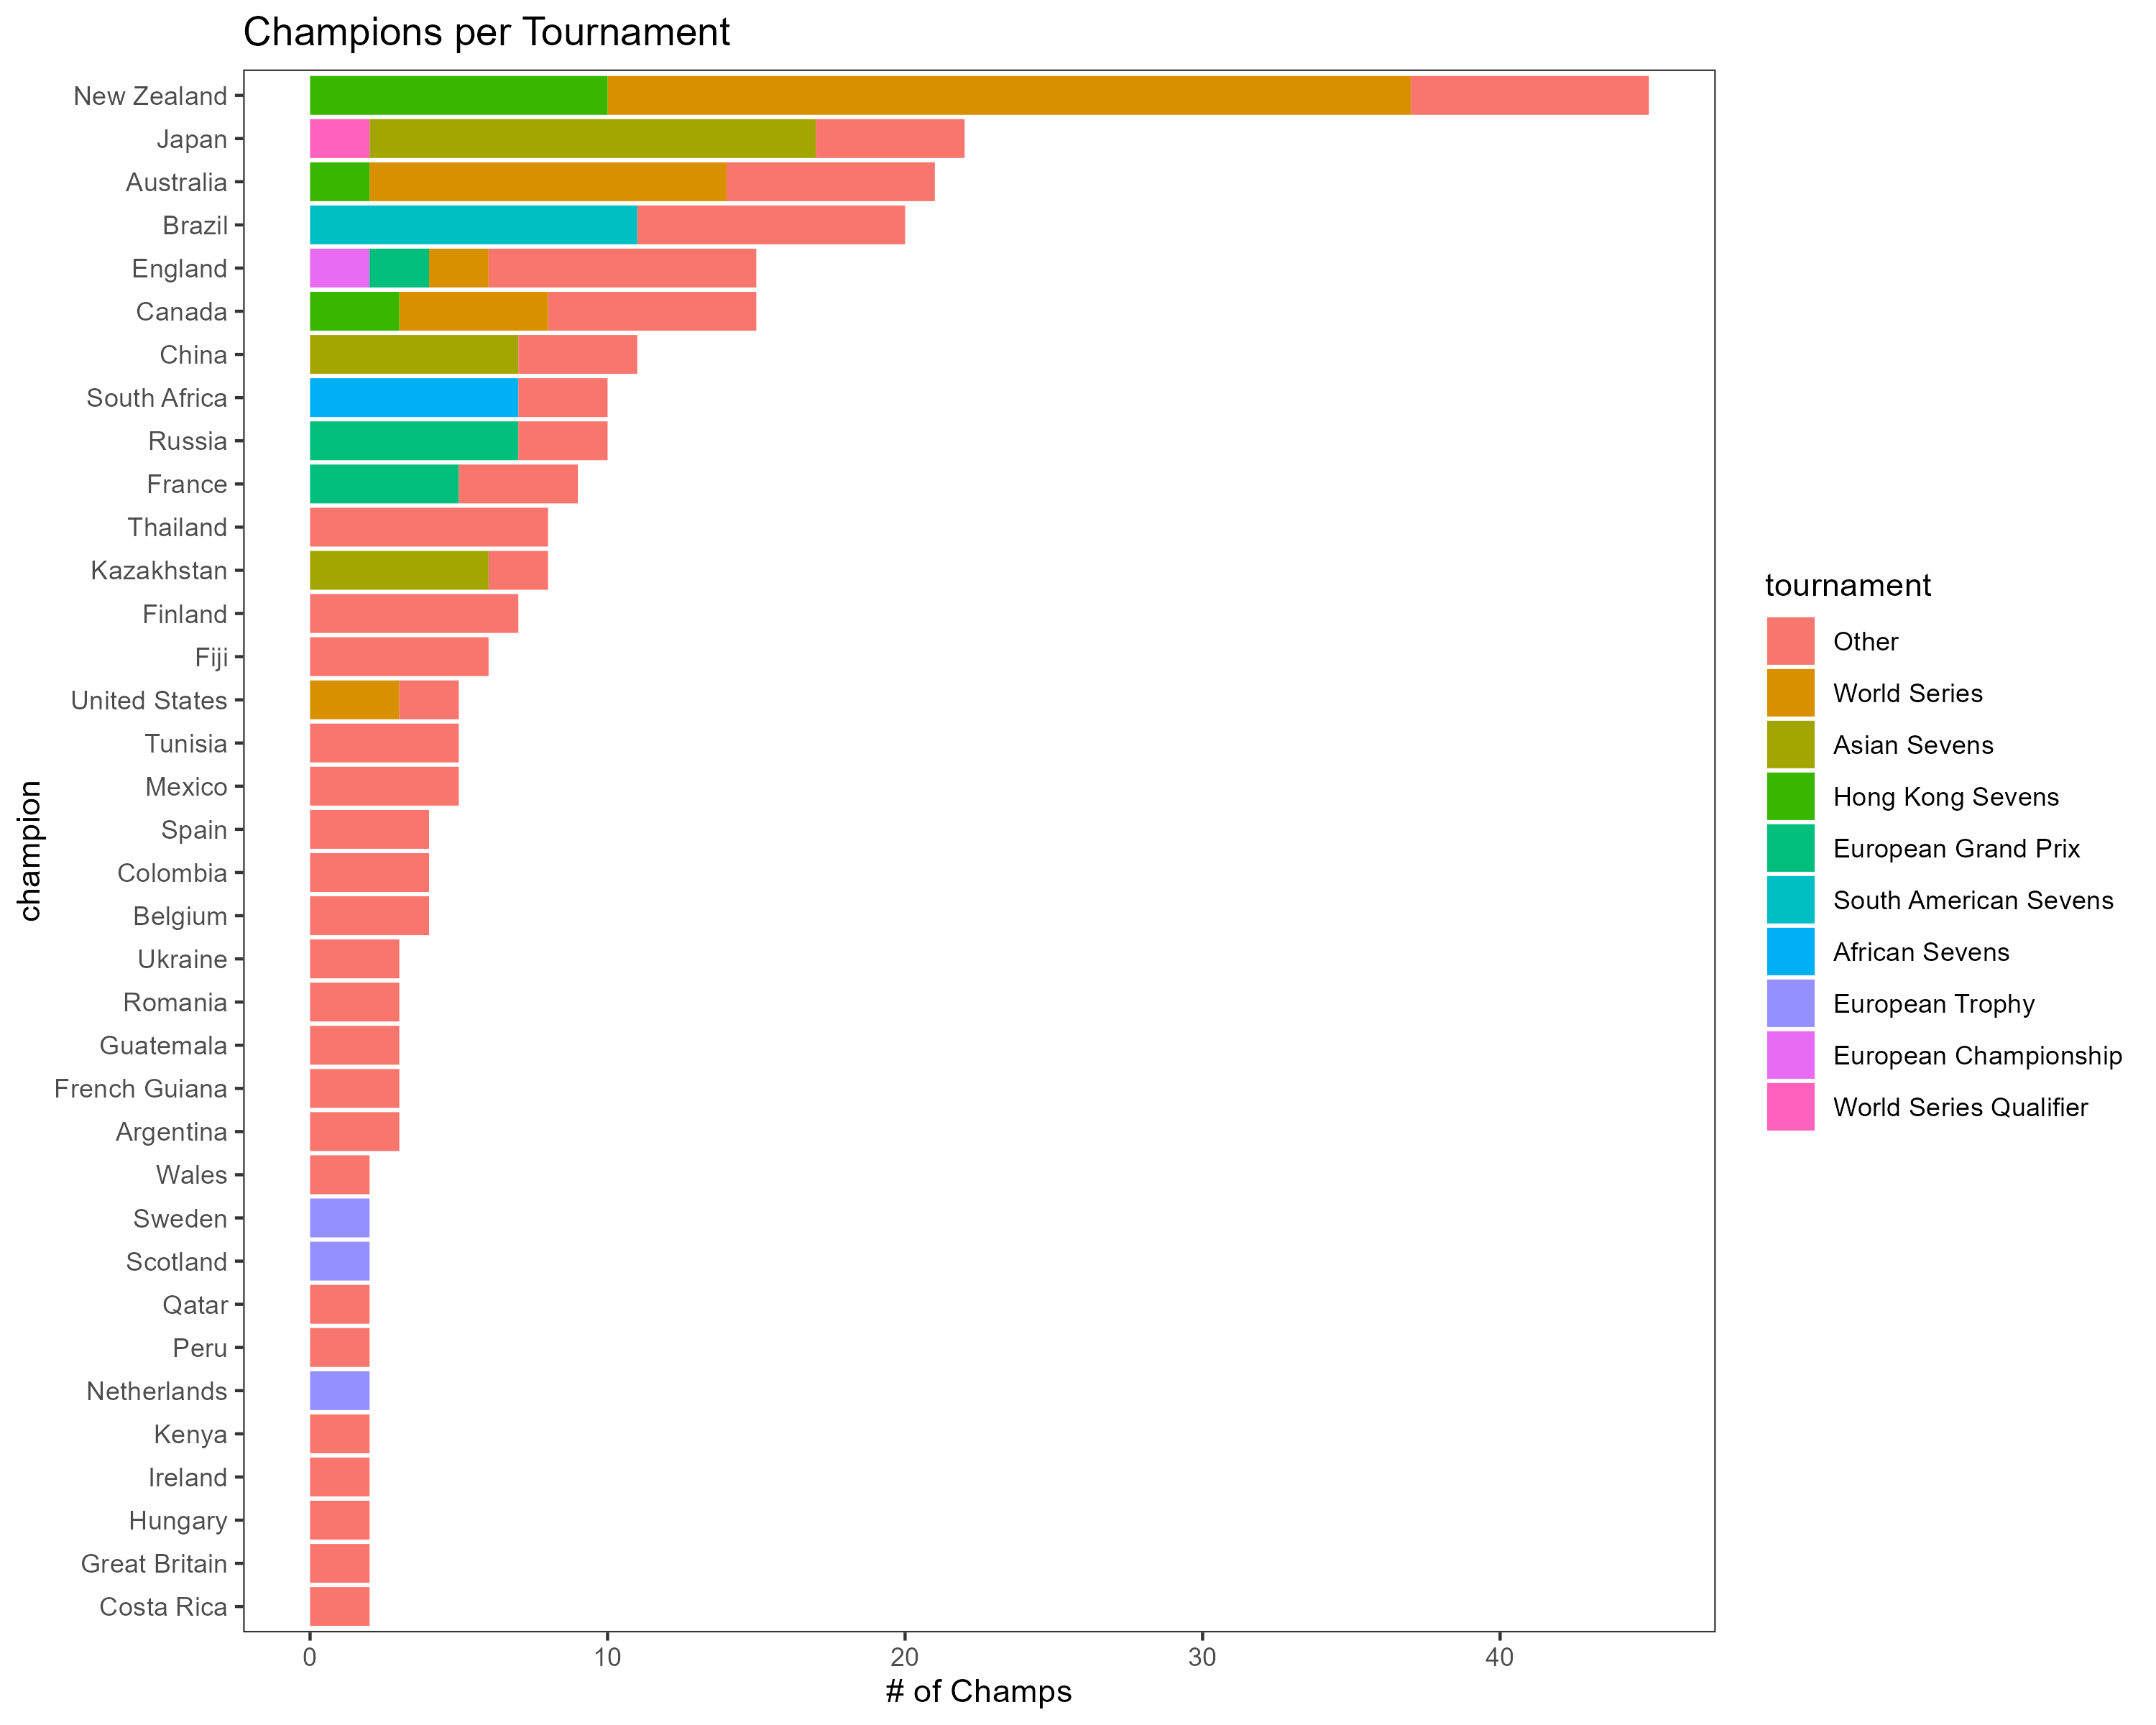 Champions per Tournament
New Zealand
Japan
Australia
Brazil
England
Canada
China
South Africa
Russia
France
Thailand
Kazakhstan
Finland
Fiji
United States
Tunisia
Mexico
Spain
Colombia
Belgium
Ukraine
Romania
Guatemala
French Guiana
Argentina
Wales
Sweden
Scotland
Qatar
Peru
Netherlands
Kenya
Ireland
Hungary
Great Britain
Costa Rica
champion
0 10 20 30 40
# of Champs
tournament
Other
World Series
Asian Sevens
Hong Kong Sevens
European Grand Prix
South American Sevens
African Sevens
European Trophy
European Championship
World Series Qualifier